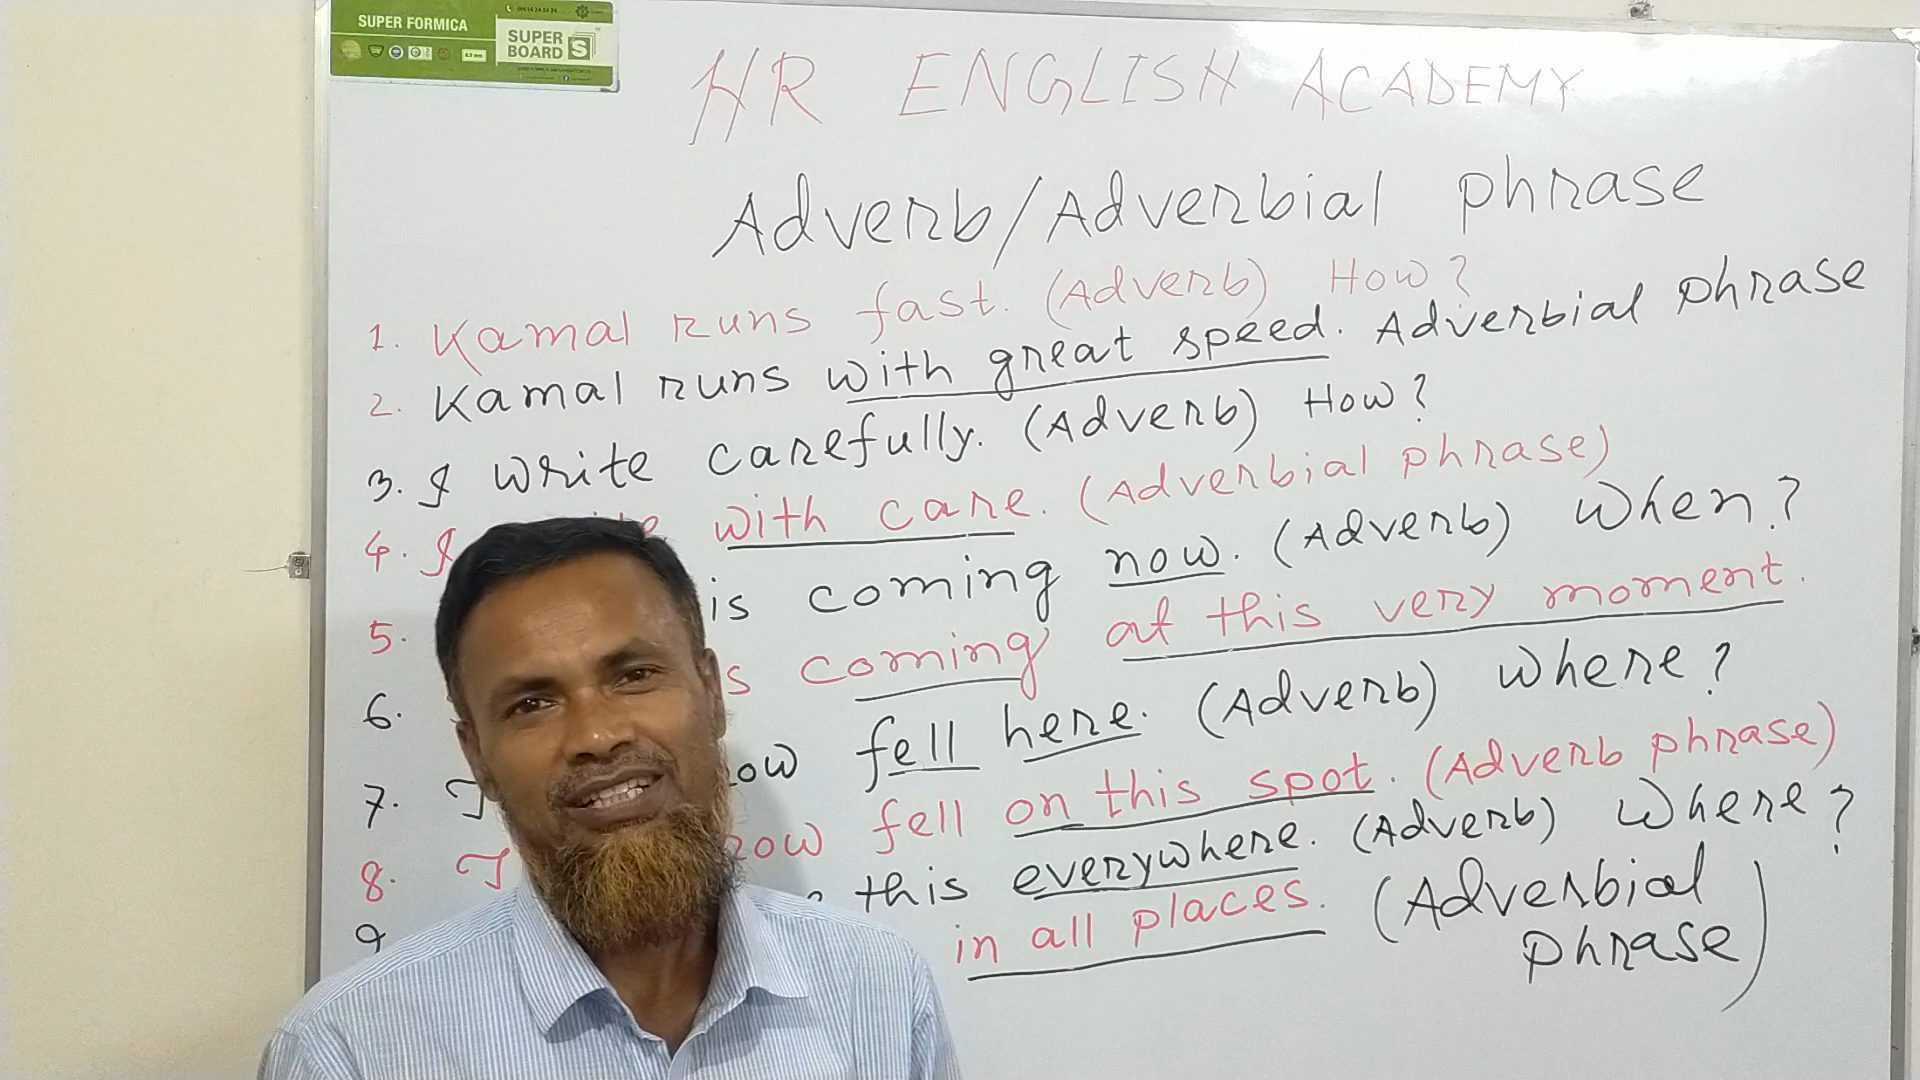 SUPER FORMICA
SUPER BOARD S
HR ENGLISH ACADEMY
Adverb/Adverbial phrase
1. Kamal runs fast. (Adverb) How?
2. Kamal runs with great speed. Adverbial phrase
3. I write carefully. (Adverb) How?
4. I with care. (Adverbial phrase)
5. is coming now. (Adverb) When?
6. s coming at this very moment.
7. T ow fell here. (Adverb) where?
8. T row fell on this spot. (Adverb phrase)
9 this everywhere. (Adverb) Where?
in all places. (Adverbial
phrase)